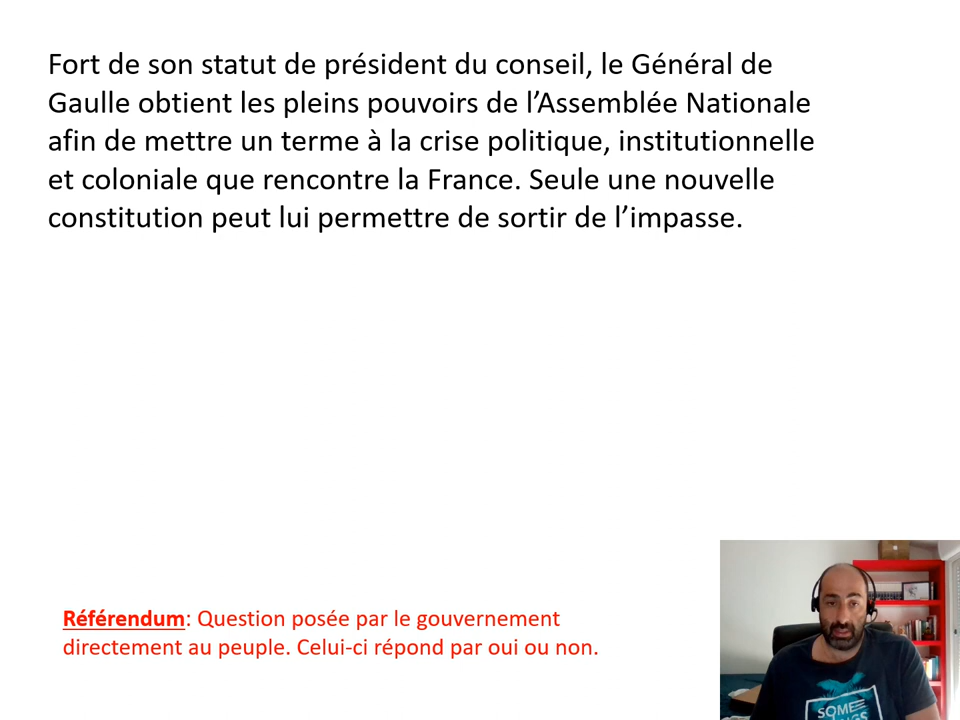 Fort de son statut de président du conseil, le Général de
Gaulle obtient les pleins pouvoirs de l’Assemblée Nationale
afin de mettre un terme à la crise politique, institutionnelle
et coloniale que rencontre la France. Seule une nouvelle
constitution peut lui permettre de sortir de l’impasse.
Référendum: Question posée par le gouvernement
directement au peuple. Celui-ci répond par oui ou non.
SOME